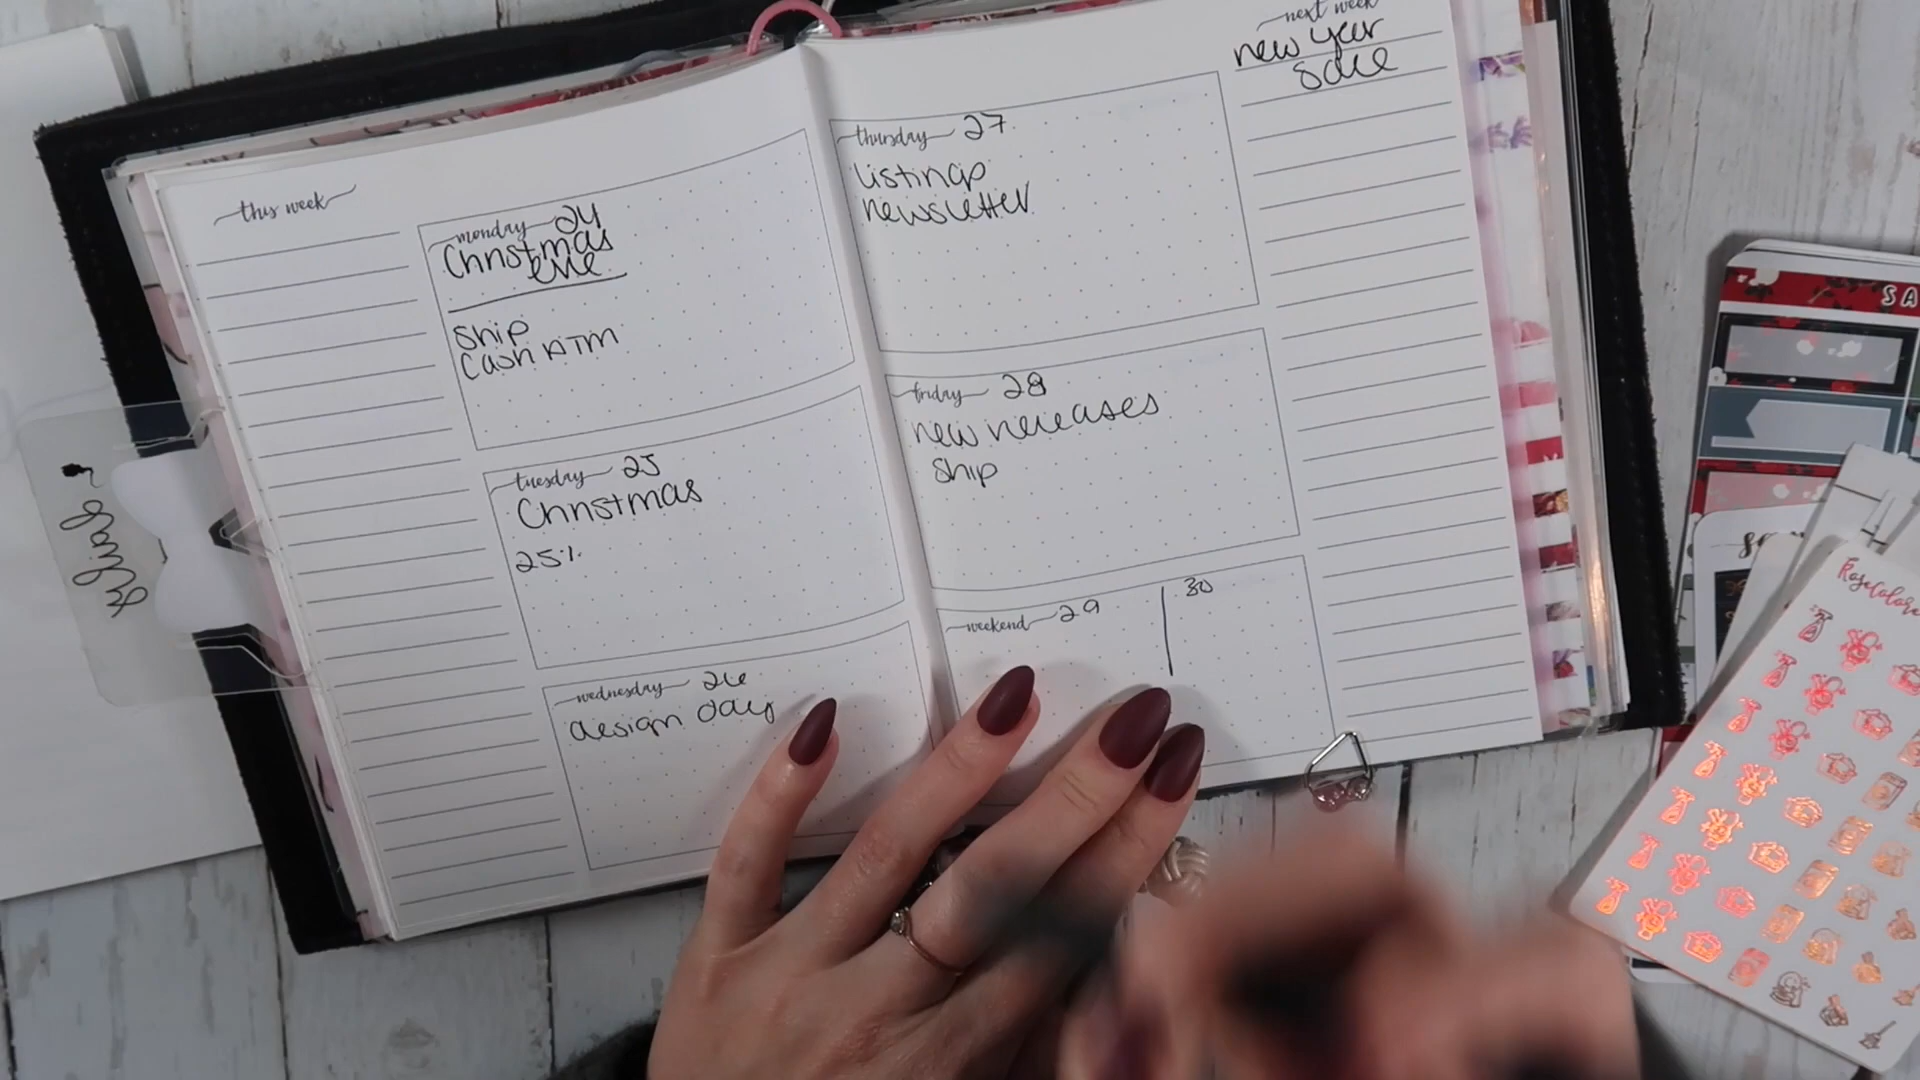 this week
monday 24
Christmas
eve
ship
cash ATM
tuesday 25
Christmas
25%
wednesday 26
design day
thursday 27
listings
newsletter
friday 28
new releases
ship
weekend 29
30
next week
new year
sale
SA